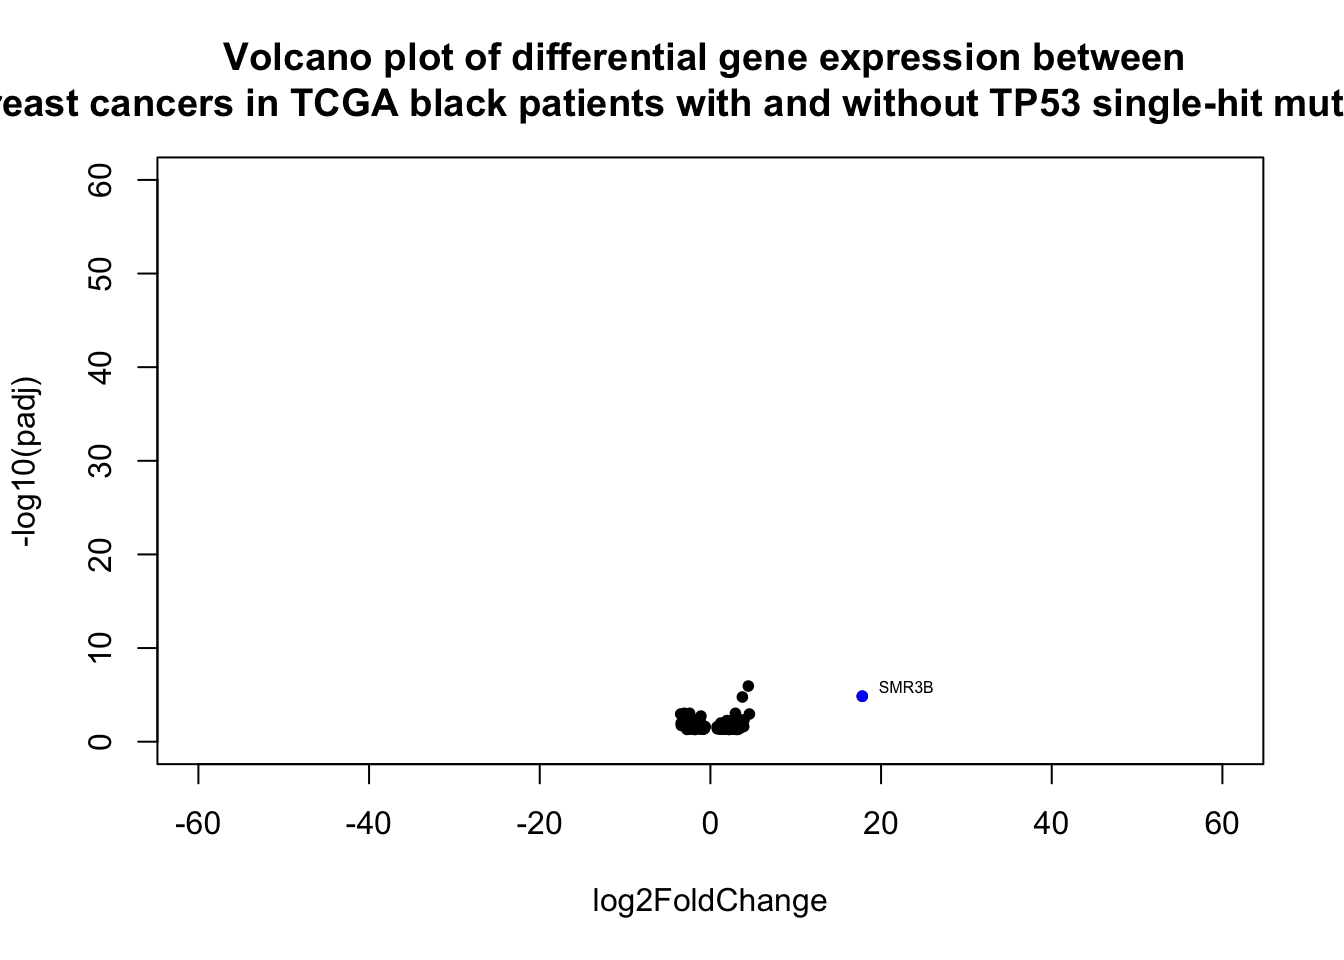 Volcano plot of differential gene expression between
reast cancers in TCGA black patients with and without TP53 single-hit mut
60
50
40
30
20
10
0
-log10(padj)
SMR3B
-60 -40 -20 0 20 40 60
log2FoldChange